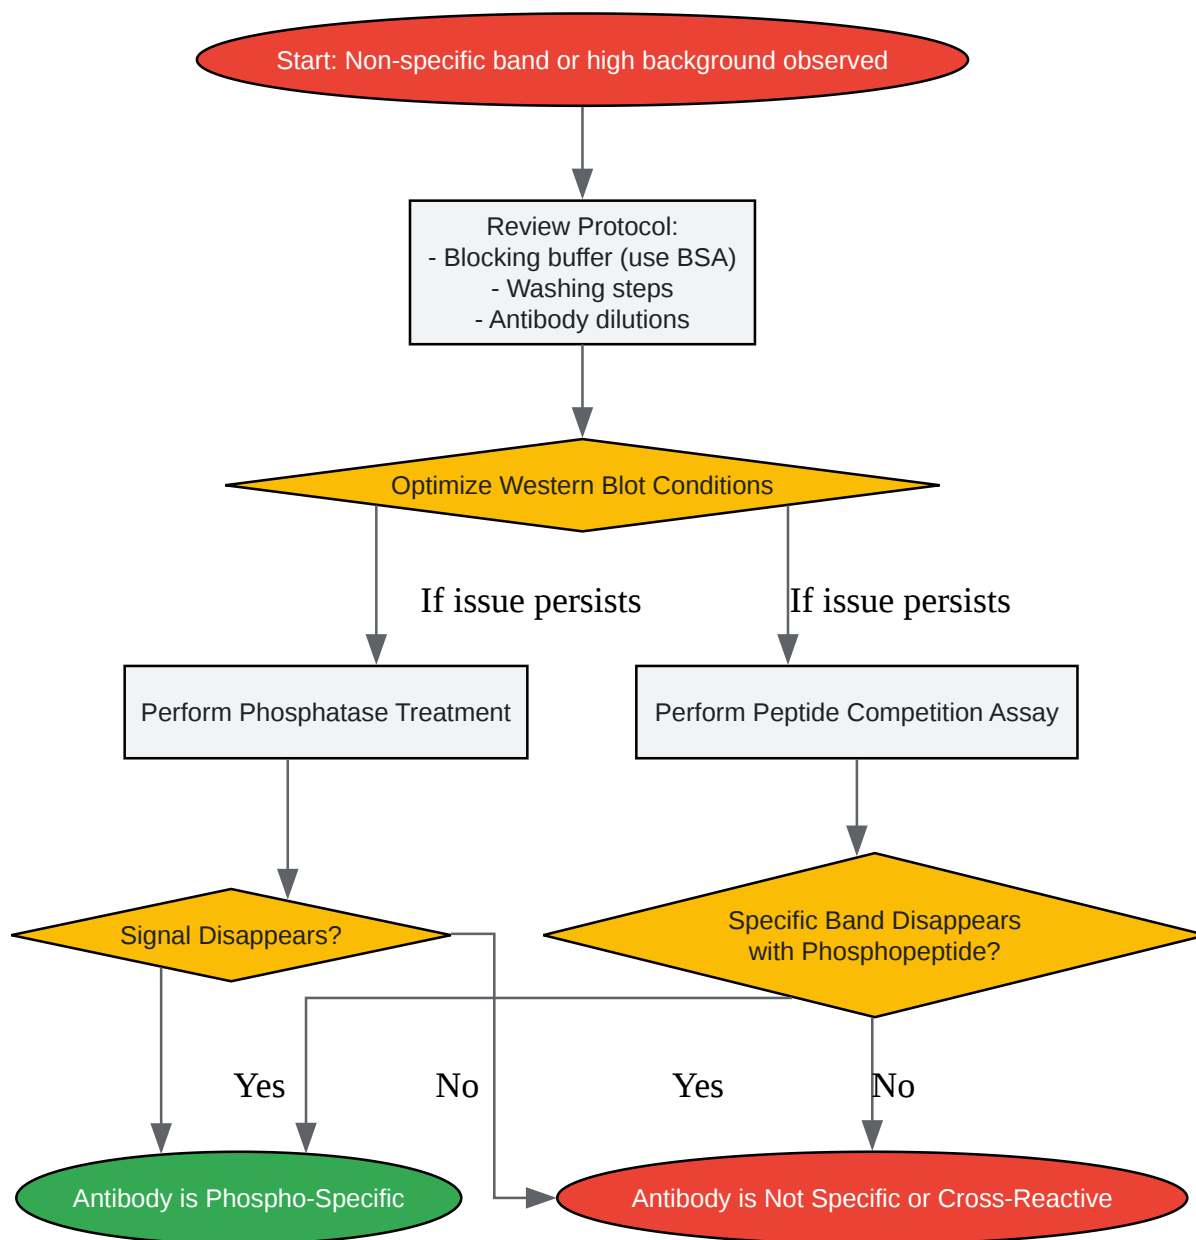 Start: Non-specific band or high background observed
Review Protocol:
- Blocking buffer (use BSA)
- Washing steps
- Antibody dilutions
Optimize Western Blot Conditions
If issue persists
If issue persists
Perform Phosphatase Treatment
Perform Peptide Competition Assay
Signal Disappears?
Specific Band Disappears
with Phosphopeptide?
Yes
No
Yes
No
Antibody is Phospho-Specific
Antibody is Not Specific or Cross-Reactive